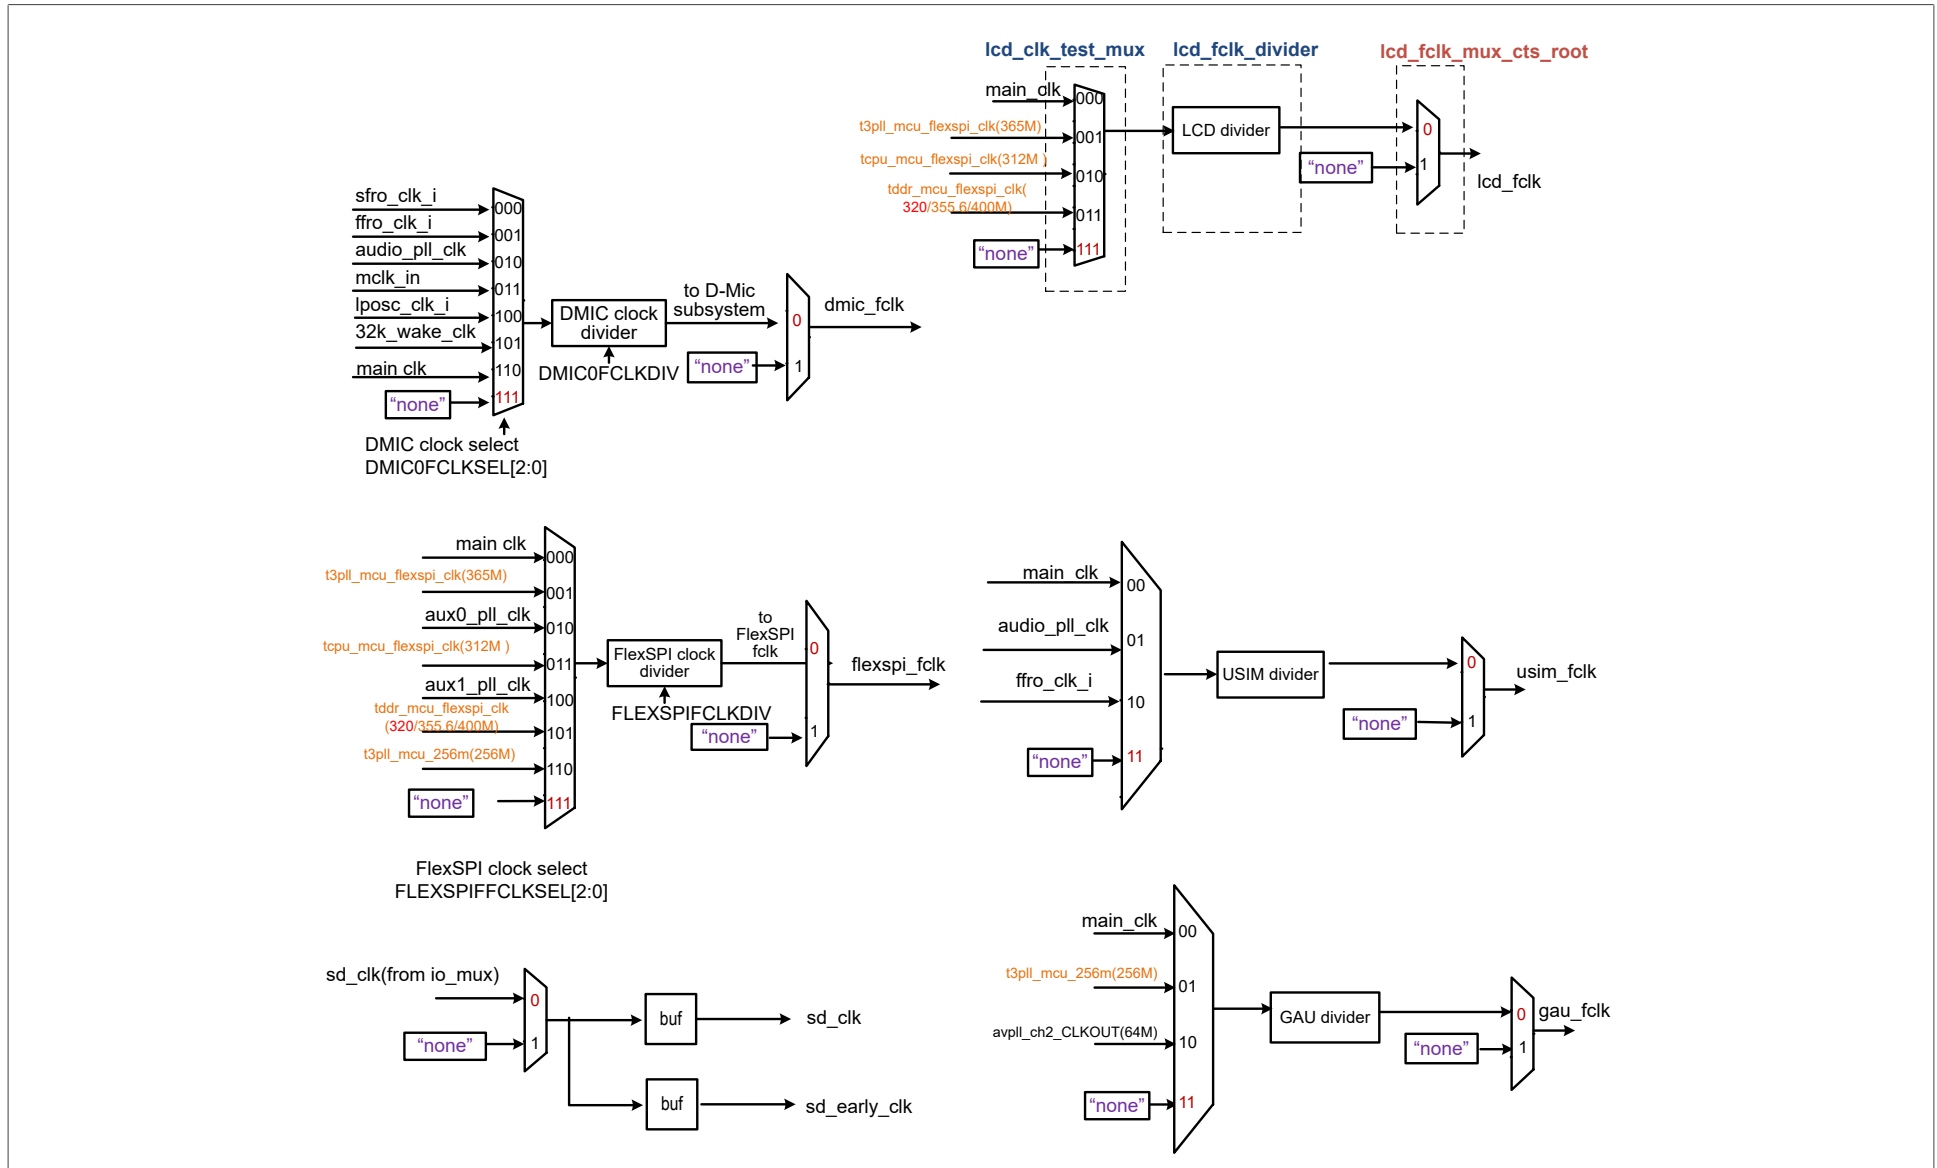 lcd_clk_test_mux
lcd_fclk_divider
lcd_fclk_mux_cts_root
main_clk
000
t3pll_mcu_flexspi_clk(365M)
001
tcpu_mcu_flexspi_clk(312M )
010
tddr_mcu_flexspi_clk(
320/355.6/400M)
011
“none”
111
LCD divider
0
“none”
1
lcd_fclk
sfro_clk_i
000
ffro_clk_i
001
audio_pll_clk
010
mclk_in
011
lposc_clk_i
100
32k_wake_clk
101
main clk
110
“none”
111
DMIC clock select
DMIC0FCLKSEL[2:0]
DMIC clock
divider
DMIC0FCLKDIV
to D-Mic
subsystem
0
“none”
1
dmic_fclk
main clk
000
t3pll_mcu_flexspi_clk(365M)
001
aux0_pll_clk
010
tcpu_mcu_flexspi_clk(312M )
011
aux1_pll_clk
100
tddr_mcu_flexspi_clk
(320/355.6/400M)
101
t3pll_mcu_256m(256M)
110
“none”
111
FlexSPI clock select
FLEXSPIFFCLKSEL[2:0]
FlexSPI clock
divider
FLEXSPIFCLKDIV
to
FlexSPI
fclk
0
“none”
1
flexspi_fclk
main_clk
00
audio_pll_clk
01
ffro_clk_i
10
“none”
11
USIM divider
0
“none”
1
usim_fclk
sd_clk(from io_mux)
0
“none”
1
buf
sd_clk
buf
sd_early_clk
main_clk
00
t3pll_mcu_256m(256M)
01
avpll_ch2_CLKOUT(64M)
10
“none”
11
GAU divider
0
“none”
1
gau_fclk